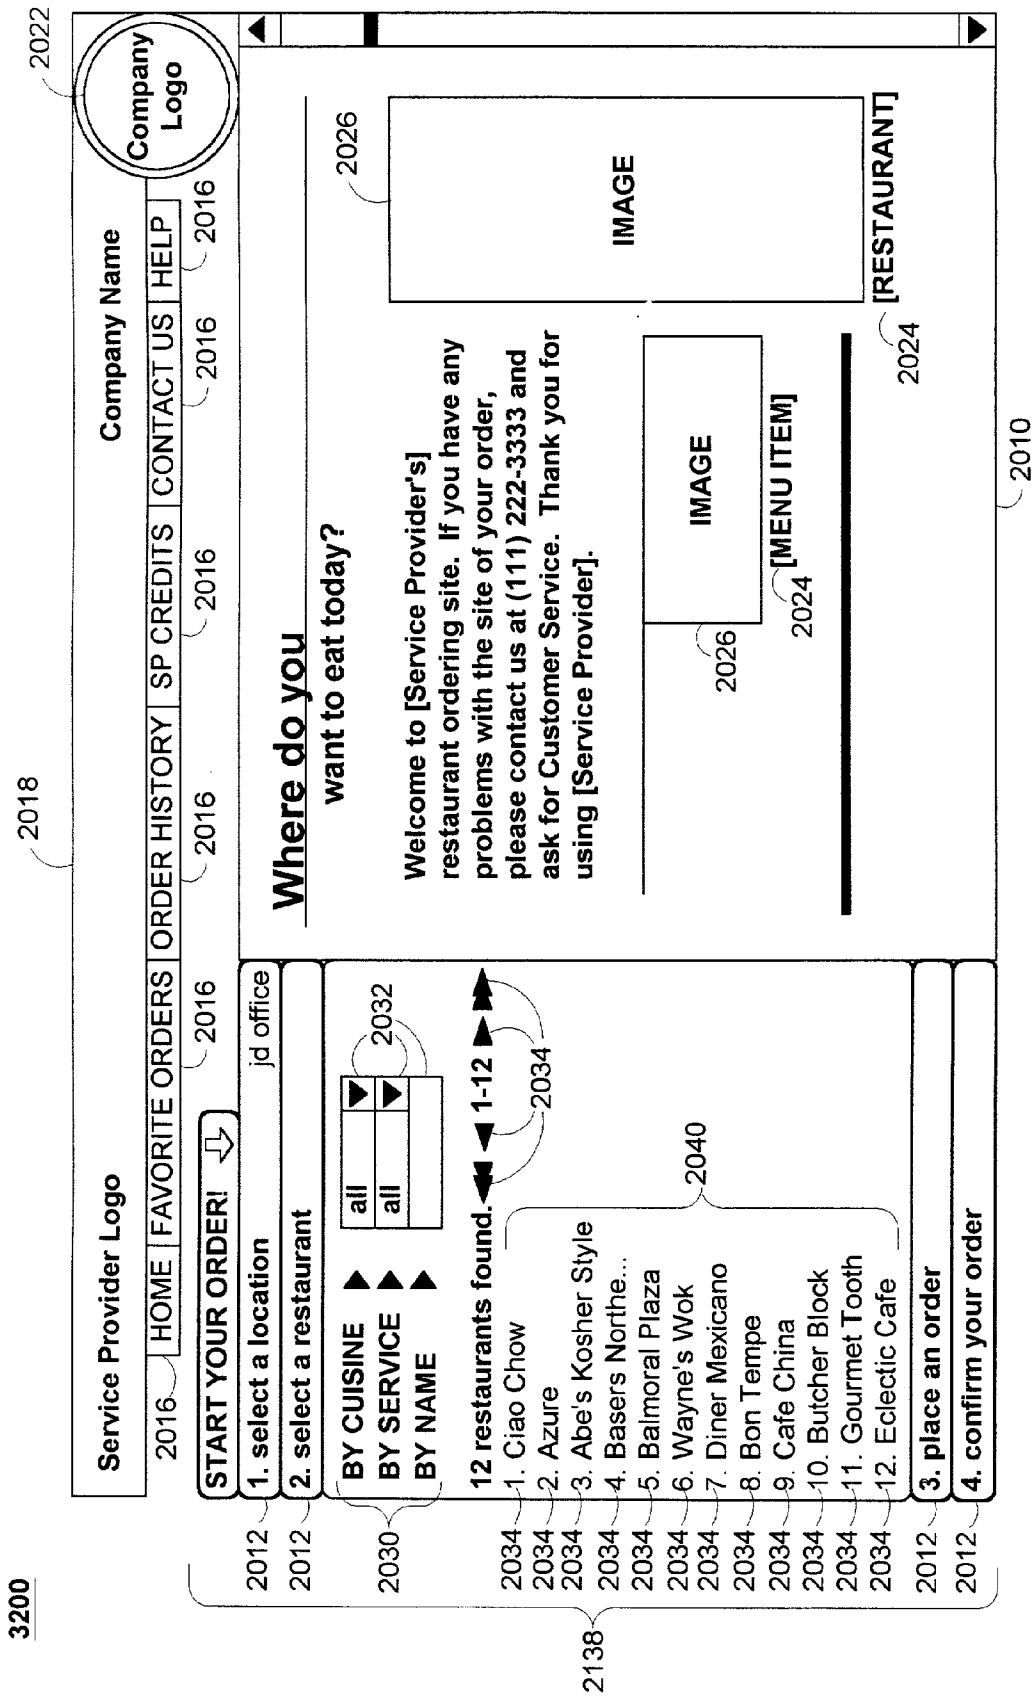 3200
2018
2022
Service Provider Logo
Company Name
Company
Logo
HOME
FAVORITE ORDERS
ORDER HISTORY
SP CREDITS
CONTACT US
HELP
2016
2016
2016
2016
2016
2016
START YOUR ORDER!
2012
1. select a location
jd office
2012
2. select a restaurant
2030
BY CUISINE
all
BY SERVICE
all
BY NAME
2032
12 restaurants found.
1-12
2034
2034
1. Ciao Chow
2034
2. Azure
2034
3. Abe's Kosher Style
2034
4. Basers Northe...
2034
5. Balmoral Plaza
2034
6. Wayne's Wok
2034
7. Diner Mexicano
2034
8. Bon Tempe
2034
9. Cafe China
2034
10. Butcher Block
2034
11. Gourmet Tooth
2034
12. Eclectic Cafe
2040
2012
3. place an order
2012
4. confirm your order
2138
Where do you
want to eat today?
Welcome to [Service Provider's]
restaurant ordering site. If you have any
problems with the site of your order,
please contact us at (111) 222-3333 and
ask for Customer Service. Thank you for
using [Service Provider].
2026
IMAGE
2024
[RESTAURANT]
2026
IMAGE
2024
[MENU ITEM]
2010